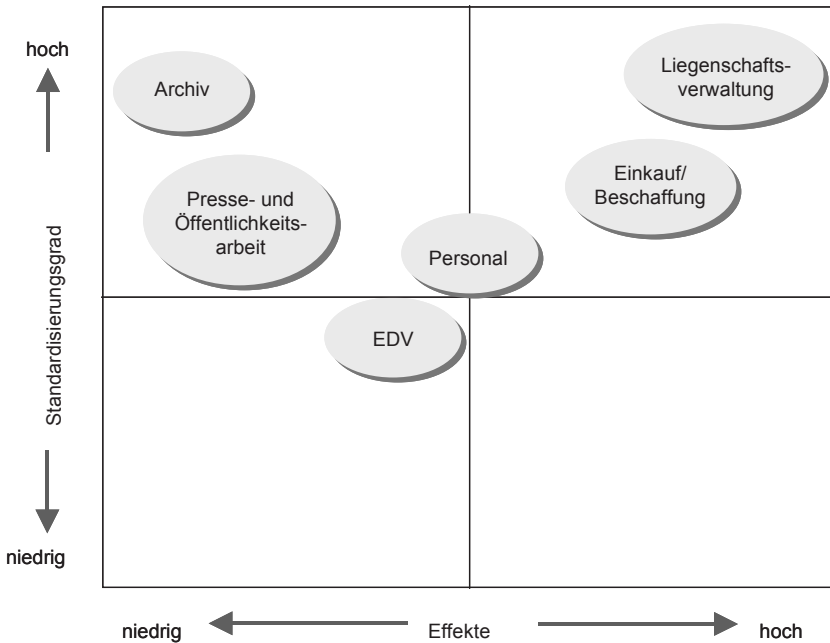 hoch
Archiv
Liegenschafts-
verwaltung
Einkauf/
Beschaffung
Presse- und
Öffentlichkeits-
arbeit
Personal
Standardisierungsgrad
EDV
niedrig
niedrig Effekte hoch